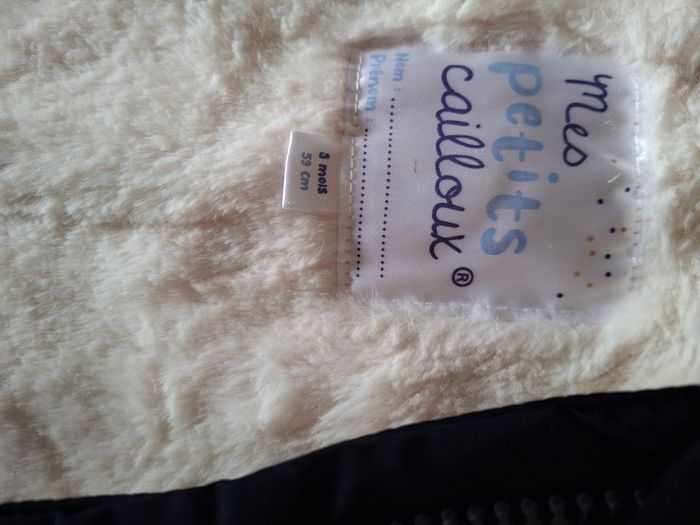 Mes
petits
cailloux ®
Nom : ..............................
Prénom : ..............................
3 mois
59 cm